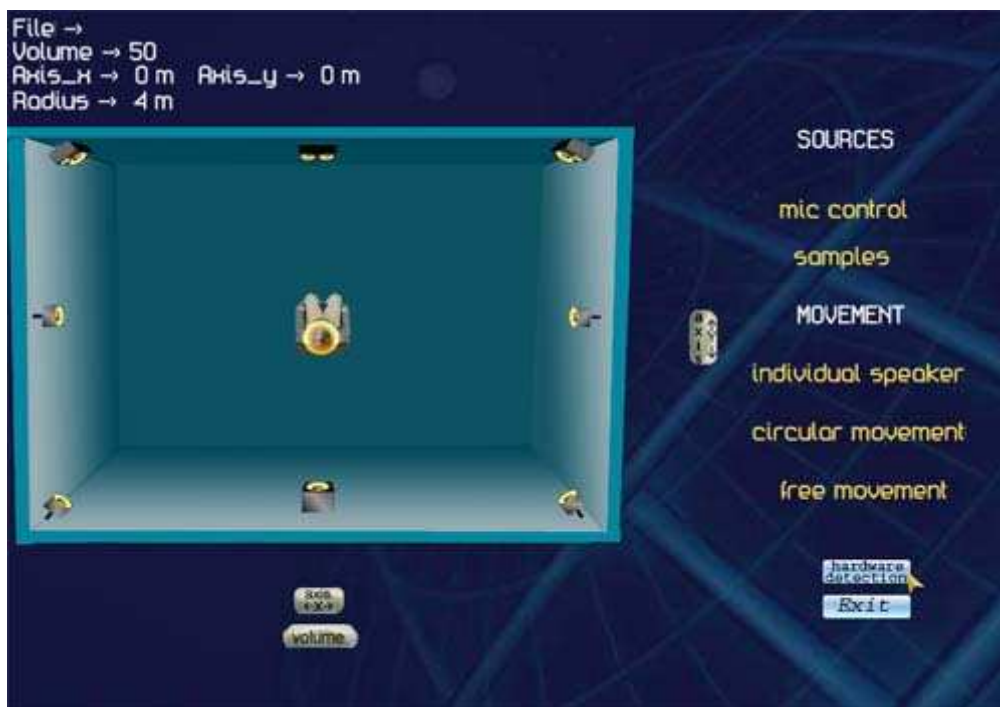 File →
Volume → 50
Axis_x → 0 m Axis_y → 0 m
Radius → 4 m
SOURCES
mic control
samples
MOVEMENT
individual speaker
circular movement
free movement
hardware
detection
Exit
axis
←X→
volume